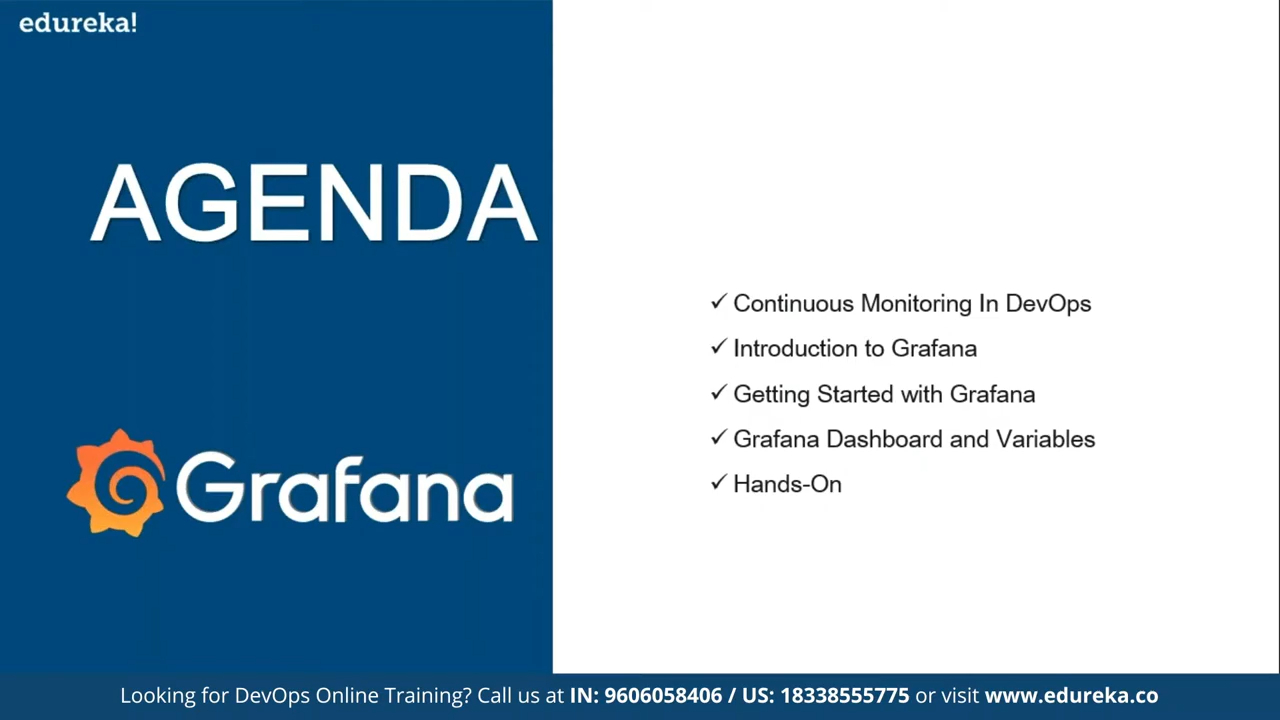 edureka!
AGENDA
Grafana
✓ Continuous Monitoring In DevOps
✓ Introduction to Grafana
✓ Getting Started with Grafana
✓ Grafana Dashboard and Variables
✓ Hands-On
Looking for DevOps Online Training? Call us at IN: 9606058406 / US: 18338555775 or visit www.edureka.co